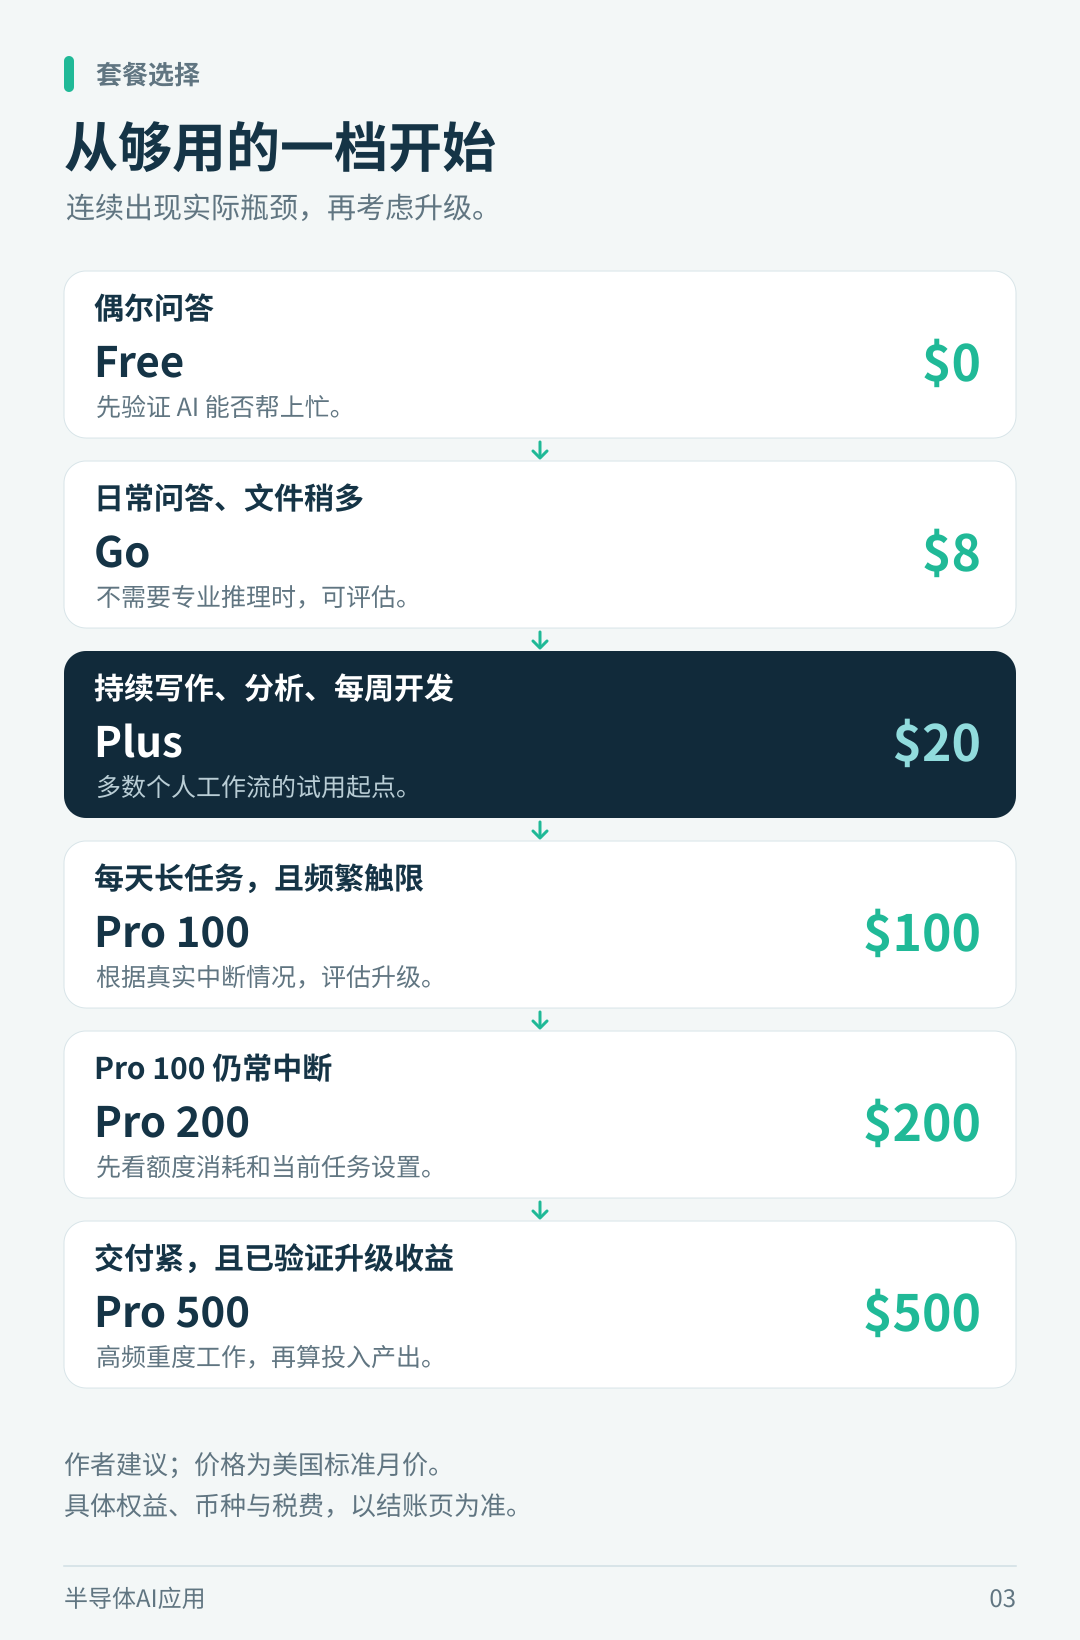 套餐选择
从够用的一档开始
连续出现实际瓶颈，再考虑升级。
偶尔问答
Free
$0
先验证 AI 能否帮上忙。
日常问答、文件稍多
Go
$8
不需要专业推理时，可评估。
持续写作、分析、每周开发
Plus
$20
多数个人工作流的试用起点。
每天长任务，且频繁触限
Pro 100
$100
根据真实中断情况，评估升级。
Pro 100 仍常中断
Pro 200
$200
先看额度消耗和当前任务设置。
交付紧，且已验证升级收益
Pro 500
$500
高频重度工作，再算投入产出。
作者建议；价格为美国标准月价。
具体权益、币种与税费，以结账页为准。
半导体AI应用
03